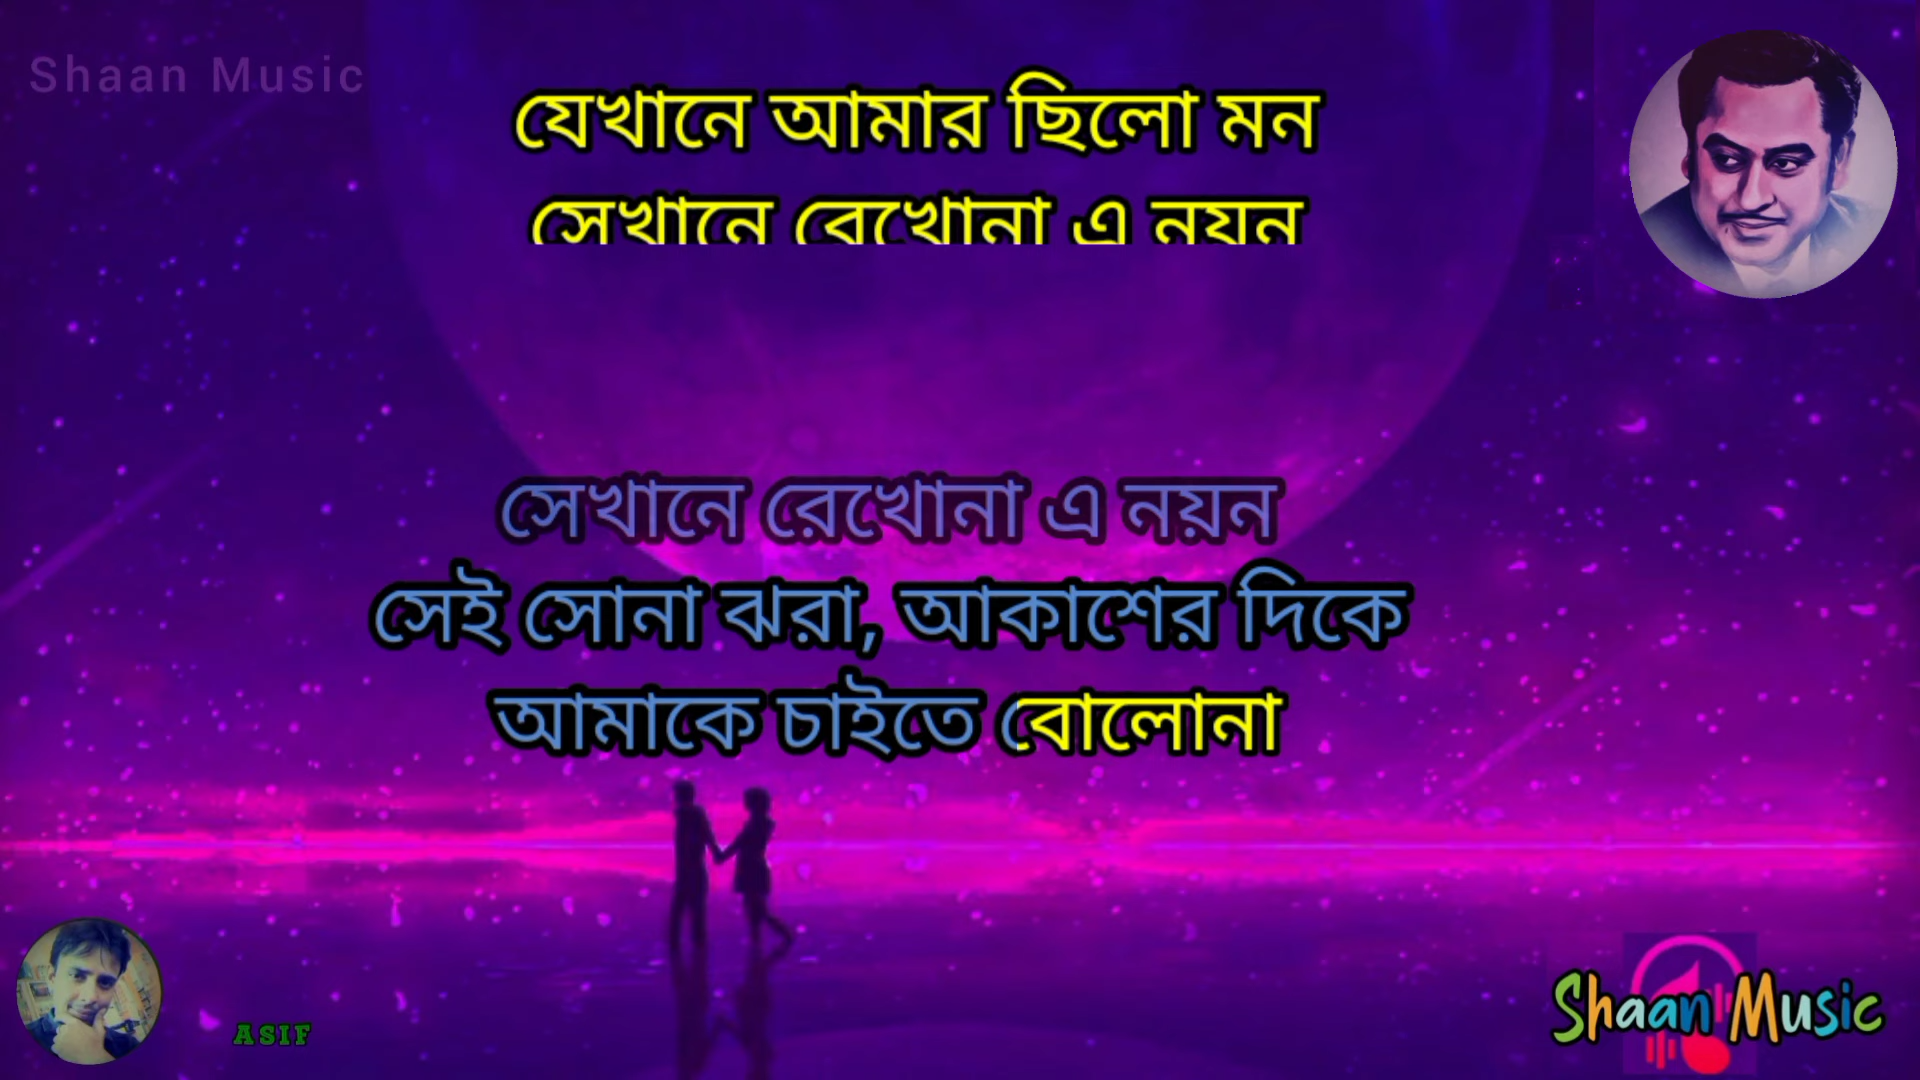 Shaan Music
যেখানে আমার ছিলো মন
সেখানে রেখোনা এ নয়ন
সেখানে রেখোনা এ নয়ন
সেই সোনা ঝরা, আকাশের দিকে
আমাকে চাইতে বোলোনা
ASIF
Shaan Music